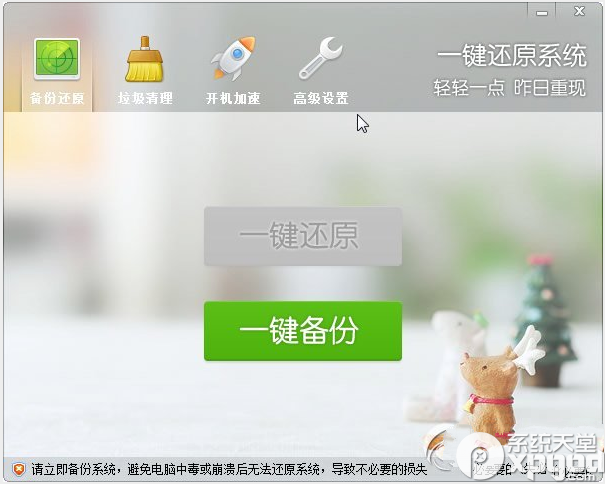 一键还原系统
轻轻一点 昨日重现
备份还原 垃圾清理 开机加速 高级设置
一键还原
一键备份
请立即备份系统，避免电脑中毒或崩溃后无法还原系统，导致不必要的损失
系统天堂